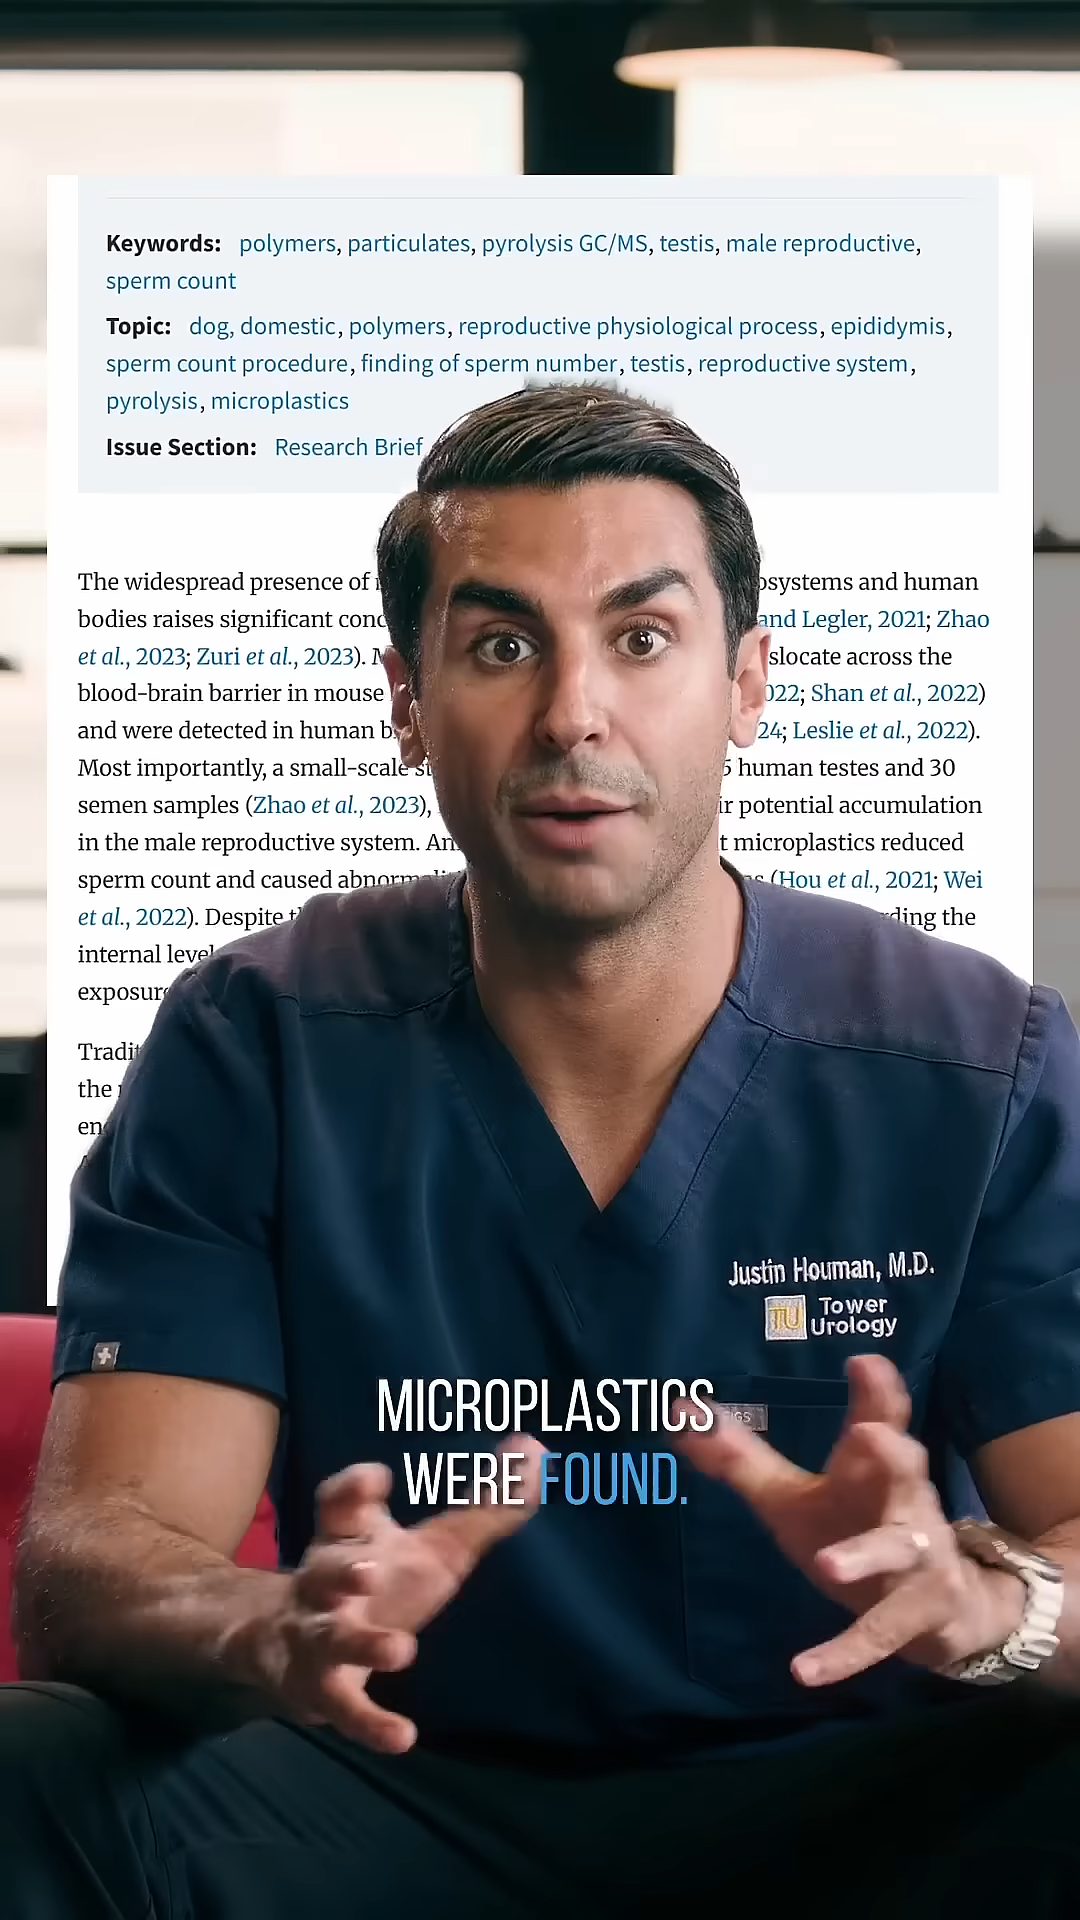 Keywords: polymers, particulates, pyrolysis GC/MS, testis, male reproductive,
sperm count
Topic: dog, domestic, polymers, reproductive physiological process, epididymis,
sperm count procedure, finding of sperm number, testis, reproductive system,
pyrolysis, microplastics
Issue Section: Research Brief
The widespread presence of osystems and human
bodies raises significant and Legler, 2021; Zhao
et al., 2023; Zuri et al., 2023). slocate across the
blood-brain barrier in mouse 022; Shan et al., 2022)
and were detected in human 24; Leslie et al., 2022).
Most importantly, a small-scale 5 human testes and 30
semen samples (Zhao et al., 2023), potential accumulation
in the male reproductive system. microplastics reduced
sperm count and caused (Hou et al., 2021; Wei
et al., 2022). Despite the
internal
Tradit
the
Justin Houman, M.D.
TU Tower
Urology
MICROPLASTICS
WERE FOUND.